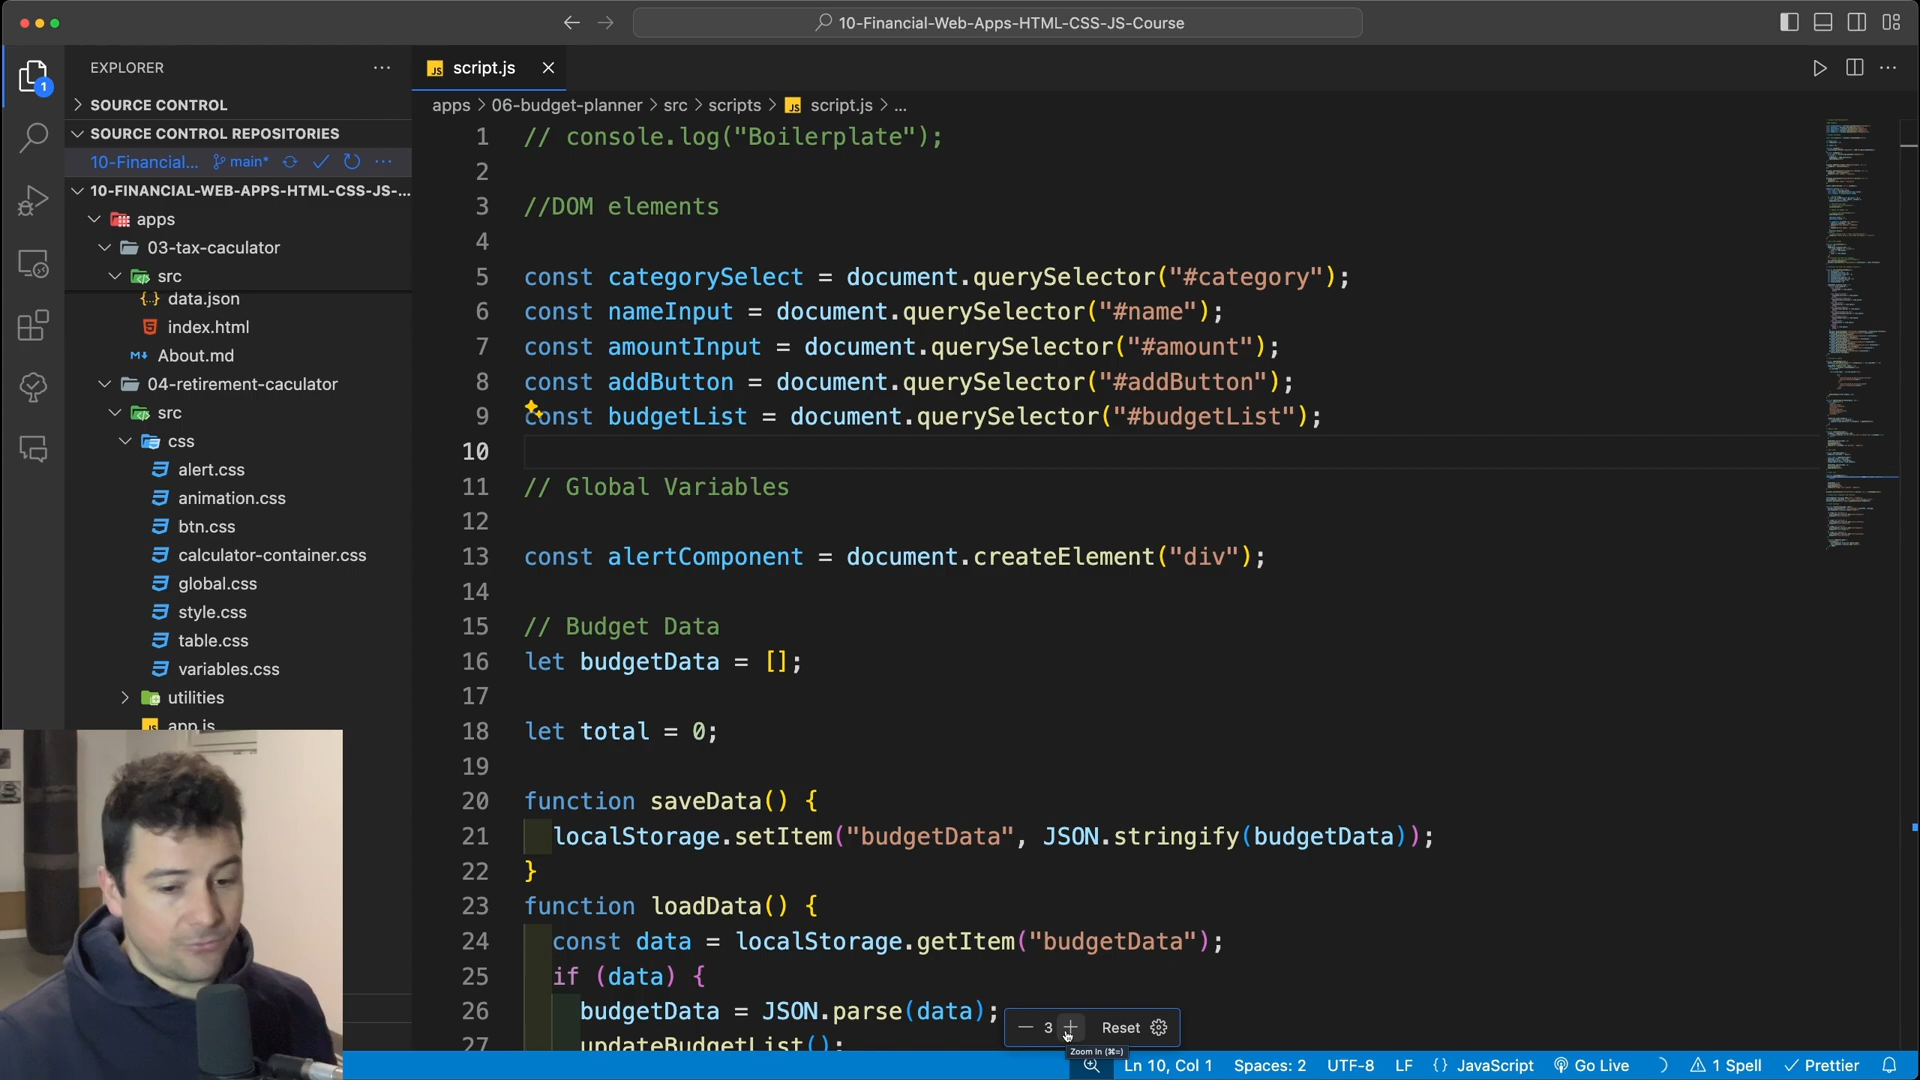 10-Financial-Web-Apps-HTML-CSS-JS-Course
EXPLORER
1
SOURCE CONTROL
SOURCE CONTROL REPOSITORIES
10-Financial... main*
10-FINANCIAL-WEB-APPS-HTML-CSS-JS-...
apps
03-tax-caculator
src
data.json
index.html
About.md
04-retirement-caculator
src
css
alert.css
animation.css
btn.css
calculator-container.css
global.css
style.css
table.css
variables.css
utilities
app.js
JS script.js
apps > 06-budget-planner > src > scripts > JS script.js > ...
1 // console.log("Boilerplate");
2
3 //DOM elements
4
5 const categorySelect = document.querySelector("#category");
6 const nameInput = document.querySelector("#name");
7 const amountInput = document.querySelector("#amount");
8 const addButton = document.querySelector("#addButton");
9 const budgetList = document.querySelector("#budgetList");
10
11 // Global Variables
12
13 const alertComponent = document.createElement("div");
14
15 // Budget Data
16 let budgetData = [];
17
18 let total = 0;
19
20 function saveData() {
21 localStorage.setItem("budgetData", JSON.stringify(budgetData));
22 }
23 function loadData() {
24 const data = localStorage.getItem("budgetData");
25 if (data) {
26 budgetData = JSON.parse(data);
27 updateBudgetList();
3 Reset
Zoom In (⌘=)
Ln 10, Col 1 Spaces: 2 UTF-8 LF {} JavaScript Go Live 1 Spell Prettier